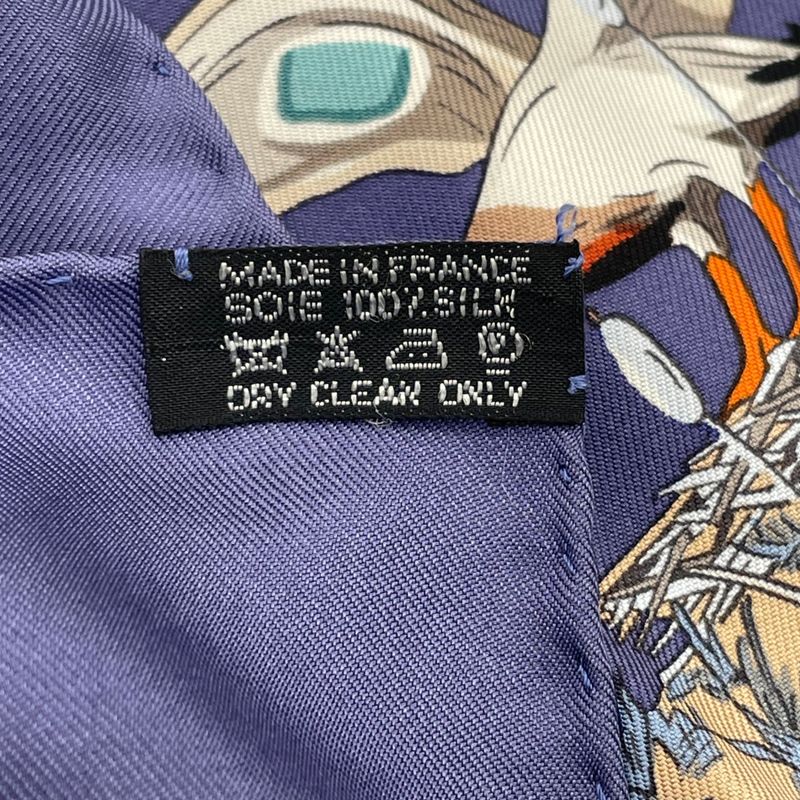 MADE IN FRANCE
SOIE 100% SILK
DRY CLEAN ONLY